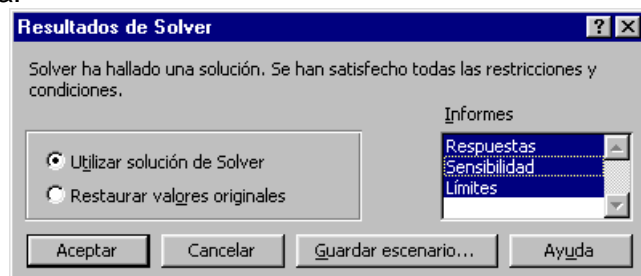 a.
Resultados de Solver
Solver ha hallado una solución. Se han satisfecho todas las restricciones y
condiciones.
Informes
Utilizar solución de Solver
Restaurar valores originales
Respuestas
Sensibilidad
Límites
Aceptar Cancelar Guardar escenario... Ayuda